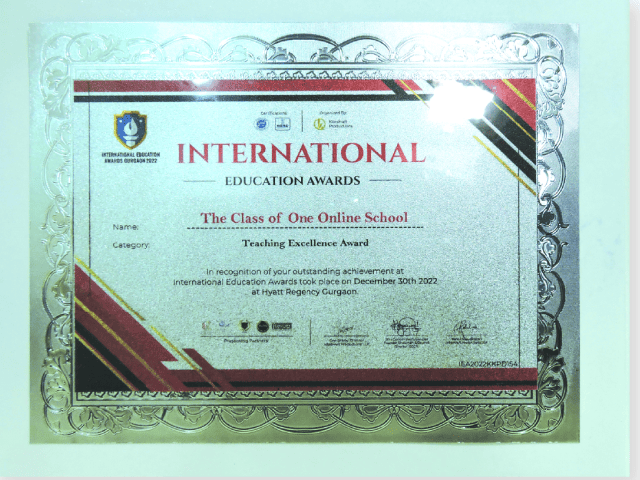 Organized By
INTERNATIONAL EDUCATION
AWARDS GURGAON 2022
INTERNATIONAL
EDUCATION AWARDS
Name: The Class of One Online School
Category: Teaching Excellence Award
In recognition of your outstanding achievement at
International Education Awards took place on December 30th 2022
at Hyatt Regency Gurgaon.